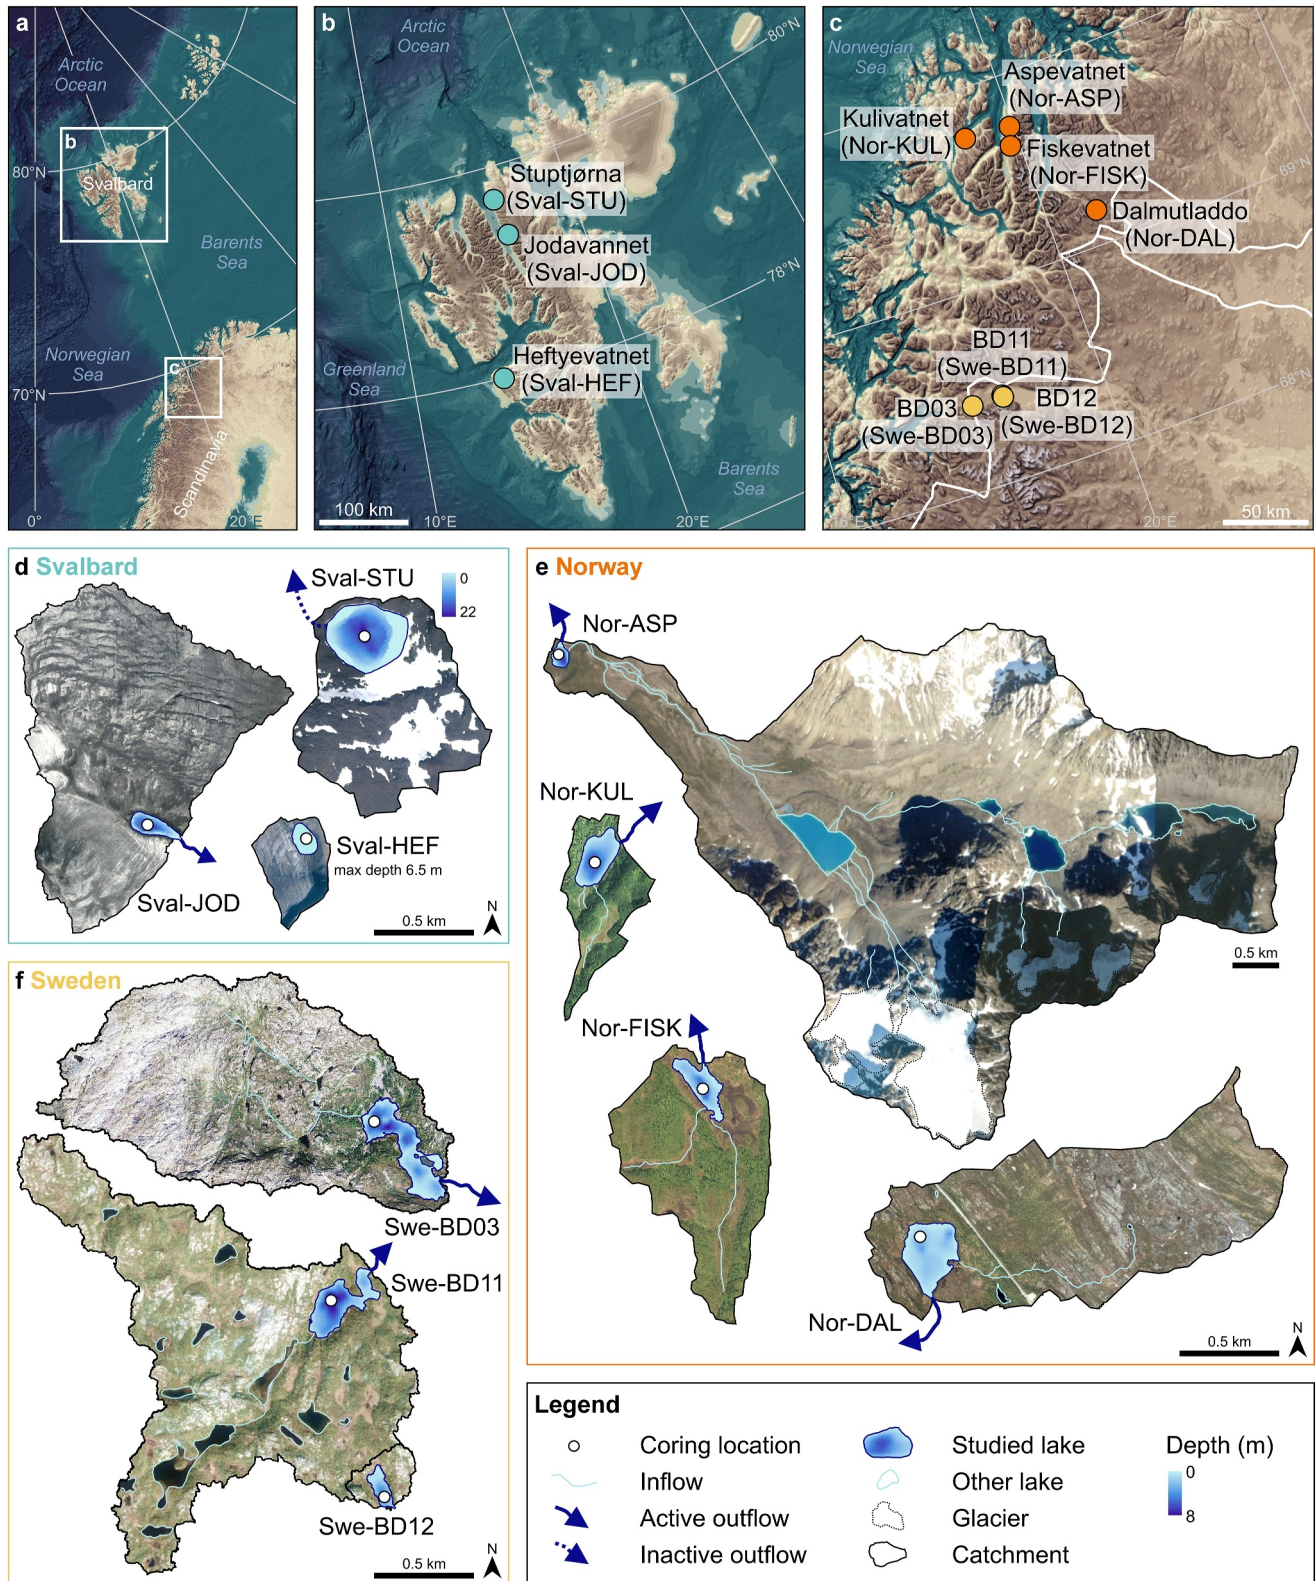 a
Arctic
Ocean
b
80°N
Svalbard
Barents
Sea
Norwegian
Sea
c
70°N
Scandinavia
0°
20°E
b
Arctic
Ocean
80°N
Stuptjørna
(Sval-STU)
Jodavannet
(Sval-JOD)
78°N
Greenland
Sea
Heftyevatnet
(Sval-HEF)
Barents
Sea
100 km
10°E
20°E
c
Norwegian
Sea
Aspevatnet
(Nor-ASP)
Kulivatnet
(Nor-KUL)
Fiskevatnet
(Nor-FISK)
69°N
Dalmutladdo
(Nor-DAL)
BD11
(Swe-BD11)
68°N
BD03
(Swe-BD03)
BD12
(Swe-BD12)
16°E
20°E
50 km
d Svalbard
Sval-STU
0
22
Sval-HEF
max depth 6.5 m
Sval-JOD
0.5 km
N
e Norway
Nor-ASP
Nor-KUL
0.5 km
Nor-FISK
Nor-DAL
0.5 km
N
f Sweden
Swe-BD03
Swe-BD11
Swe-BD12
0.5 km
N
Legend
Coring location
Studied lake
Depth (m)
Inflow
Other lake
0
8
Active outflow
Glacier
Inactive outflow
Catchment